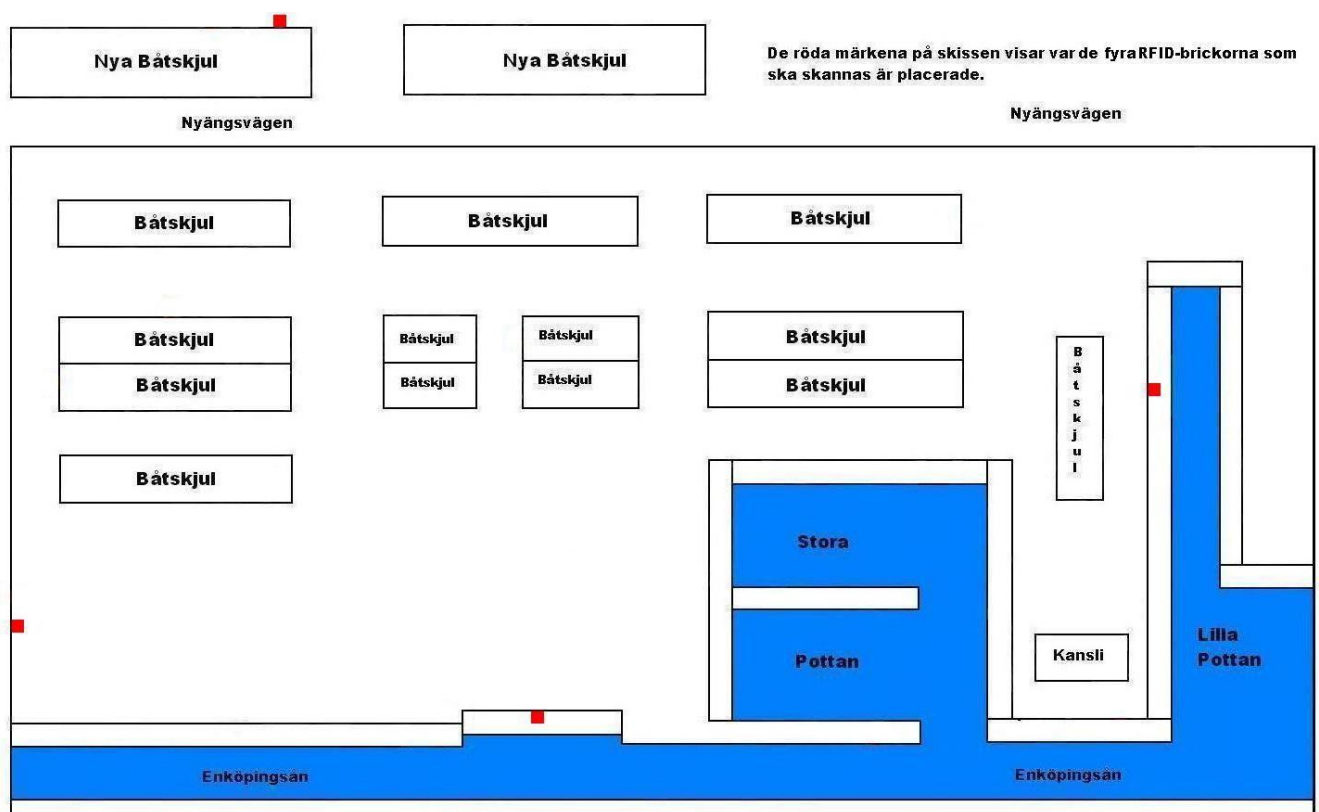 Nya Båtskjul
Nya Båtskjul
De röda märkena på skissen visar var de fyra RFID-brickorna som
ska skannas är placerade.
Nyängsvägen
Nyängsvägen
Båtskjul
Båtskjul
Båtskjul
Båtskjul
Båtskjul
Båtskjul
Båtskjul
Båtskjul
Båtskjul
Båtskjul
Båtskjul
Båtskjul
Båtskjul
Stora
Pottan
Kansli
Lilla
Pottan
Enköpingsån
Enköpingsån